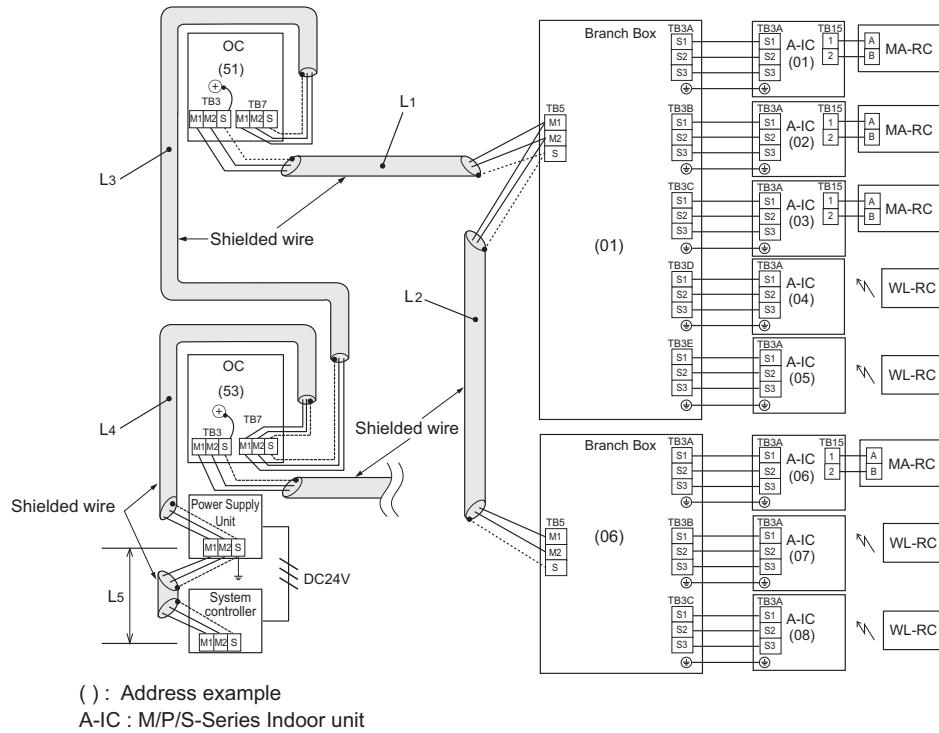 OC
(51)
TB3
TB7
M1 M2 S
M1 M2 S
L1
L3
Shielded wire
L2
OC
(53)
TB7
TB3
M1 M2 S
M1 M2 S
L4
Shielded wire
Shielded wire
Power Supply
Unit
M1 M2 S
DC24V
L5
System
controller
M1 M2 S
TB5
M1
M2
S
Branch Box
(01)
TB3A
S1
S2
S3
TB3A
S1
S2
S3
A-IC
(01)
TB15
1
2
A
B
MA-RC
TB3B
S1
S2
S3
TB3A
S1
S2
S3
A-IC
(02)
TB15
1
2
A
B
MA-RC
TB3C
S1
S2
S3
TB3A
S1
S2
S3
A-IC
(03)
TB15
1
2
A
B
MA-RC
TB3D
S1
S2
S3
TB3A
S1
S2
S3
A-IC
(04)
WL-RC
TB3E
S1
S2
S3
TB3A
S1
S2
S3
A-IC
(05)
WL-RC
TB5
M1
M2
S
Branch Box
(06)
TB3A
S1
S2
S3
TB3A
S1
S2
S3
A-IC
(06)
TB15
1
2
A
B
MA-RC
TB3B
S1
S2
S3
TB3A
S1
S2
S3
A-IC
(07)
WL-RC
TB3C
S1
S2
S3
TB3A
S1
S2
S3
A-IC
(08)
WL-RC
( ) : Address example
A-IC : M/P/S-Series Indoor unit